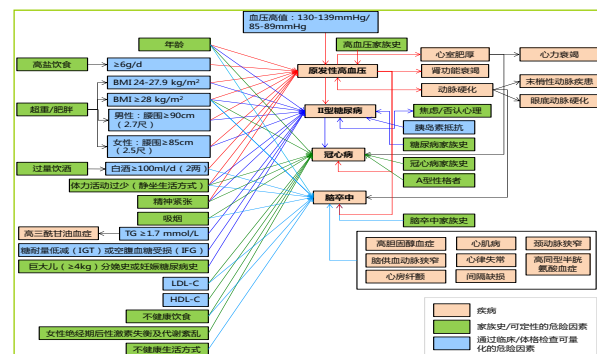 血压高值：130-139mmHg/
85-89mmHg
年龄
高血压家族史
心室肥厚
心力衰竭
高盐饮食
≥6g/d
原发性高血压
肾功能衰竭
BMI 24-27.9 kg/m²
动脉硬化
末梢性动脉疾患
超重/肥胖
BMI ≥ 28 kg/m²
眼底动脉硬化
男性：腰围≥90cm
（2.7尺）
II型糖尿病
焦虑/否认心理
胰岛素抵抗
女性：腰围≥85cm
（2.5尺）
糖尿病家族史
冠心病
冠心病家族史
过量饮酒
白酒≥100ml/d（2两）
A型性格者
体力活动过少（静坐生活方式）
精神紧张
脑卒中
吸烟
脑卒中家族史
高三酰甘油血症
TG ≥1.7 mmol/L
糖耐量低减（IGT）或空腹血糖受损（IFG）
高胆固醇血症
心肌病
颈动脉狭窄
巨大儿（≥4kg）分娩史或妊娠糖尿病史
脑供血动脉狭窄
心律失常
高同型半胱
氨酸血症
LDL-C
心房纤颤
间隔缺损
HDL-C
不健康饮食
疾病
女性绝经期后性激素失衡及代谢紊乱
家族史/可定性的危险因素
不健康生活方式
通过临床/体格检查可量
化的危险因素